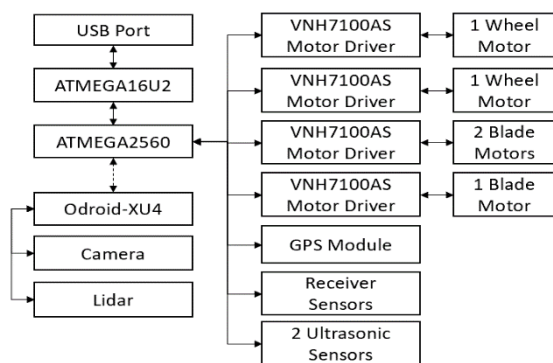 USB Port
ATMEGA16U2
ATMEGA2560
Odroid-XU4
Camera
Lidar
VNH7100AS
Motor Driver
1 Wheel
Motor
VNH7100AS
Motor Driver
1 Wheel
Motor
VNH7100AS
Motor Driver
2 Blade
Motors
VNH7100AS
Motor Driver
1 Blade
Motor
GPS Module
Receiver
Sensors
2 Ultrasonic
Sensors